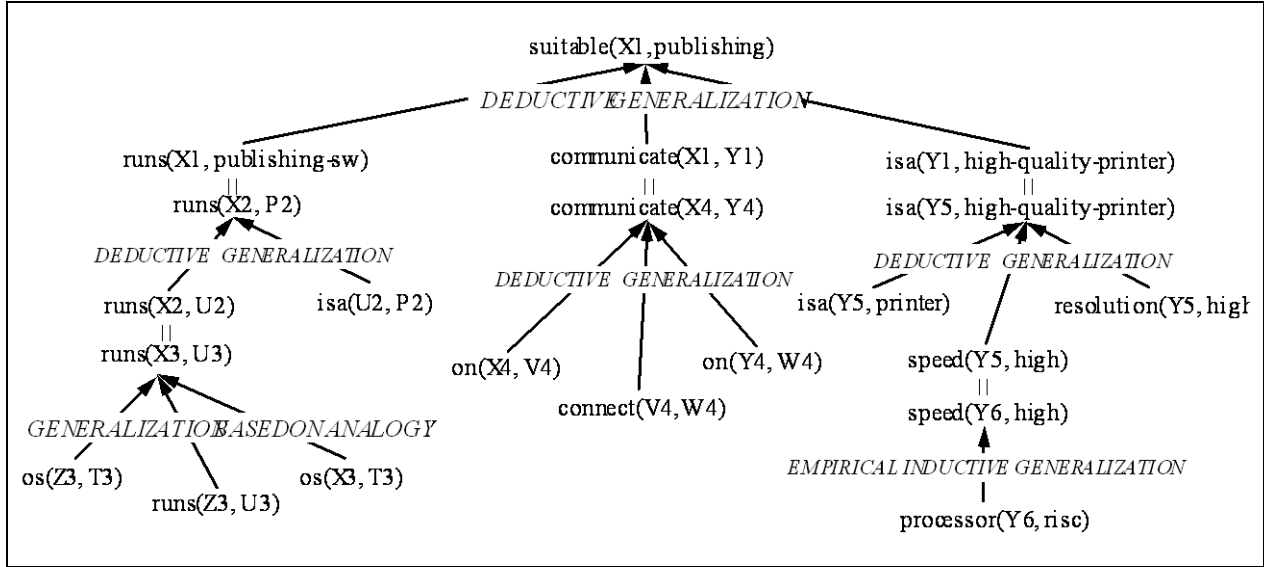 suitable(X1,publishing)
DEDUCTIVE GENERALIZATION
runs(X1, publishing-sw)
communicate(X1, Y1)
isa(Y1, high-quality-printer)
||
||
||
runs(X2, P2)
communicate(X4, Y4)
isa(Y5, high-quality-printer)
DEDUCTIVE GENERALIZATION
DEDUCTIVE GENERALIZATION
DEDUCTIVE GENERALIZATION
runs(X2, U2)
isa(U2, P2)
isa(Y5, printer)
resolution(Y5, high
||
runs(X3, U3)
on(X4, V4)
on(Y4, W4)
speed(Y5, high)
||
connect(V4, W4)
speed(Y6, high)
GENERALIZATION BASED ON ANALOGY
EMPIRICAL INDUCTIVE GENERALIZATION
os(Z3, T3)
os(X3, T3)
runs(Z3, U3)
processor(Y6, risc)